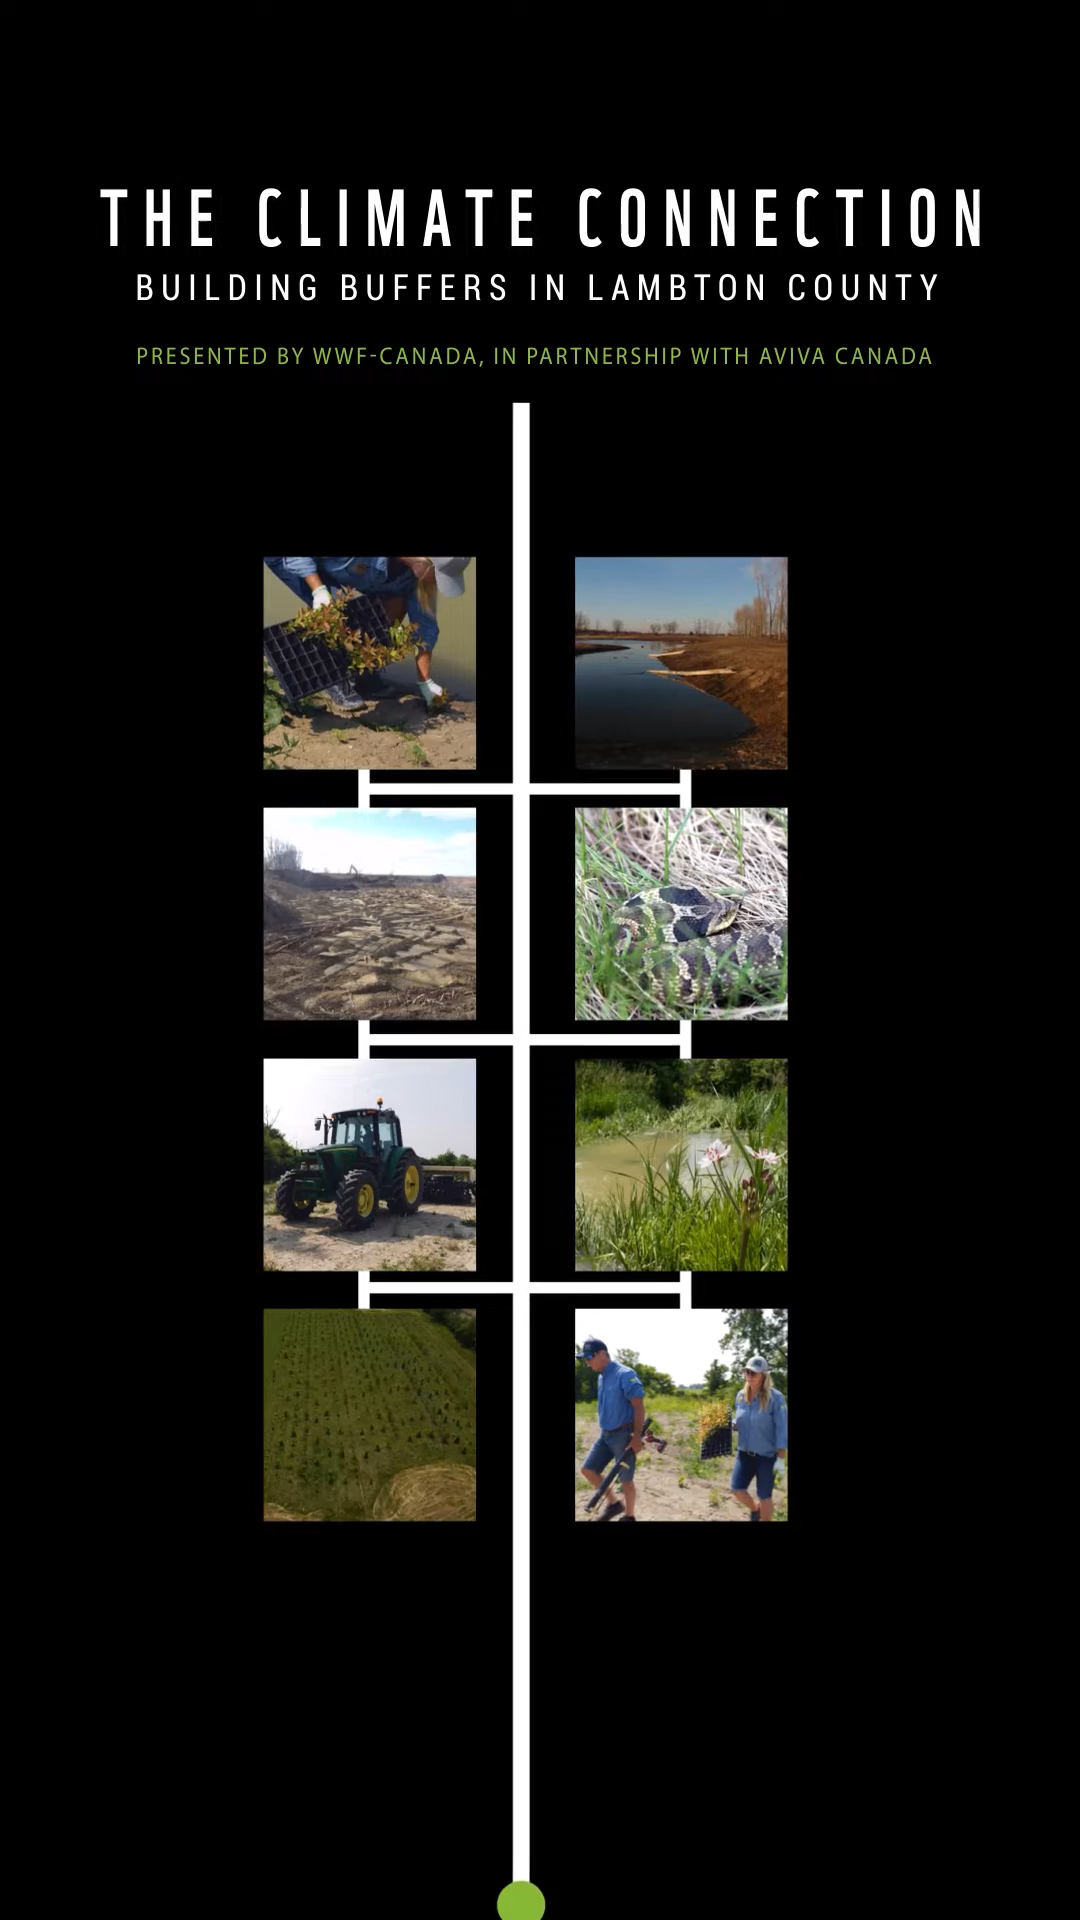 THE CLIMATE CONNECTION
BUILDING BUFFERS IN LAMBTON COUNTY
PRESENTED BY WWF-CANADA, IN PARTNERSHIP WITH AVIVA CANADA